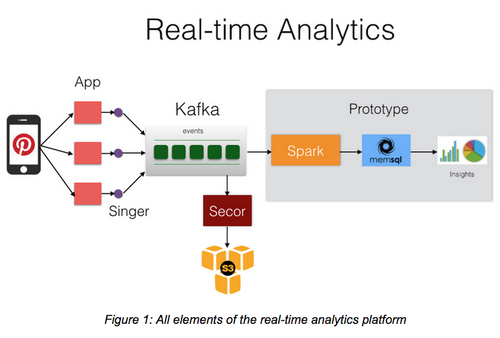 Real-time Analytics
App
Kafka
Prototype
events
Spark
memsql
Insights
Singer
Secor
S3
Figure 1: All elements of the real-time analytics platform